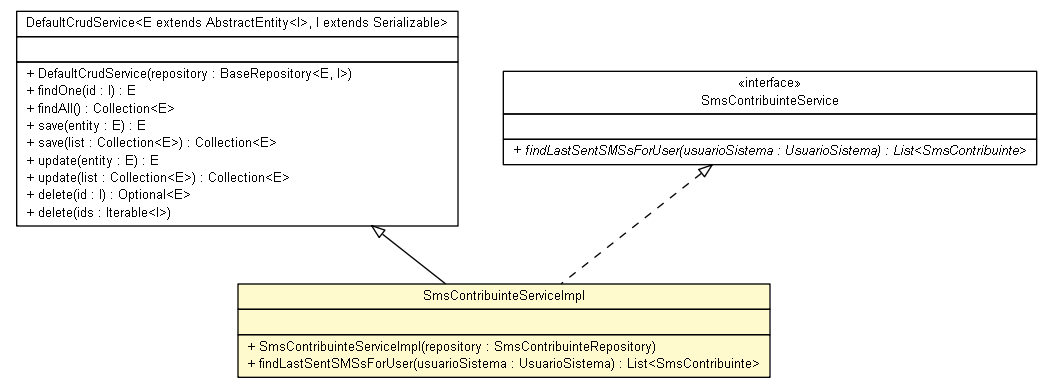 DefaultCrudService<E extends AbstractEntity<I>, I extends Serializable>
+ DefaultCrudService(repository : BaseRepository<E, I>)
+ findOne(id : I) : E
+ findAll() : Collection<E>
+ save(entity : E) : E
+ save(list : Collection<E>) : Collection<E>
+ update(entity : E) : E
+ update(list : Collection<E>) : Collection<E>
+ delete(id : I) : Optional<E>
+ delete(ids : Iterable<I>)
«interface»
SmsContribuinteService
+ findLastSentSMSsForUser(usuarioSistema : UsuarioSistema) : List<SmsContribuinte>
SmsContribuinteServiceImpl
+ SmsContribuinteServiceImpl(repository : SmsContribuinteRepository)
+ findLastSentSMSsForUser(usuarioSistema : UsuarioSistema) : List<SmsContribuinte>